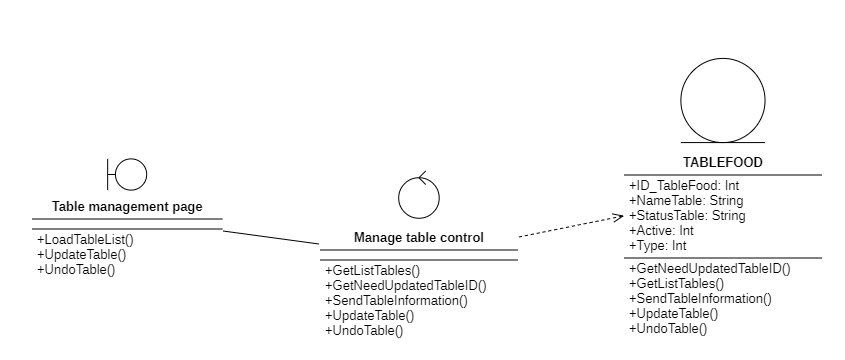 Table management page
+LoadTableList()
+UpdateTable()
+UndoTable()
Manage table control
+GetListTables()
+GetNeedUpdatedTableID()
+SendTableInformation()
+UpdateTable()
+UndoTable()
TABLEFOOD
+ID_TableFood: Int
+NameTable: String
+StatusTable: String
+Active: Int
+Type: Int
+GetNeedUpdatedTableID()
+GetListTables()
+SendTableInformation()
+UpdateTable()
+UndoTable()